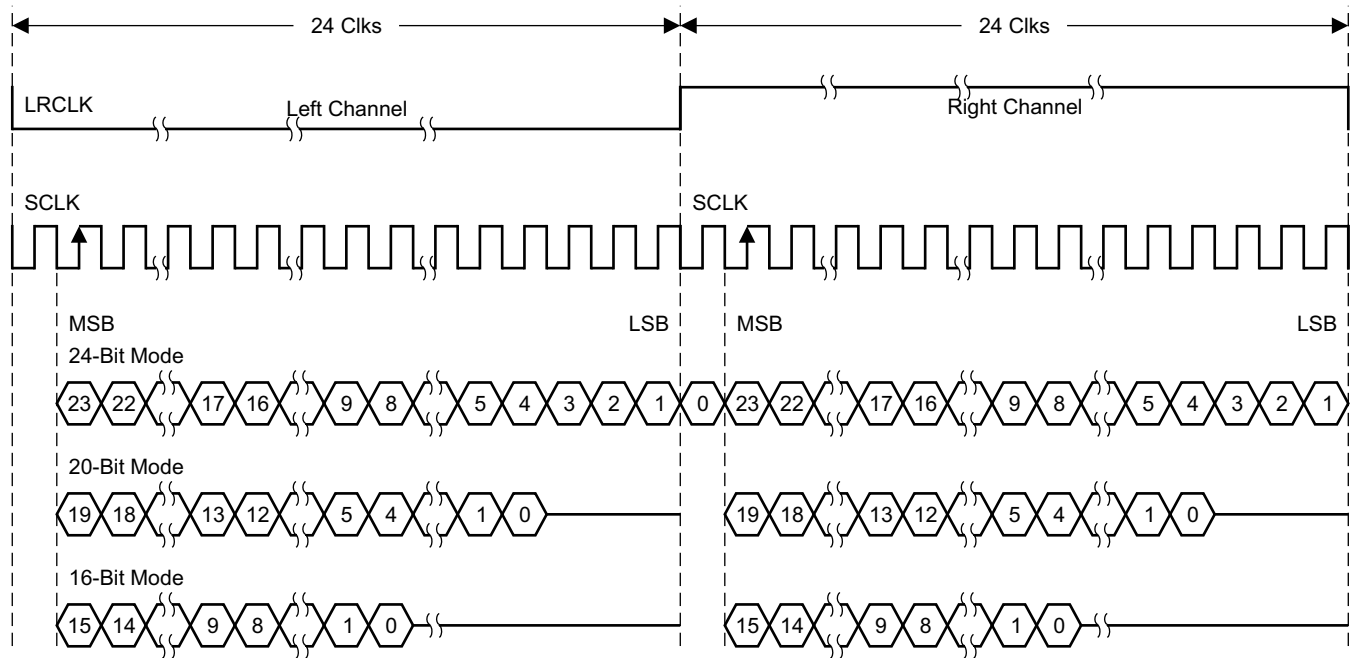 24 Clks 24 Clks
LRCLK Left Channel Right Channel
SCLK SCLK
MSB LSB MSB LSB
24-Bit Mode
23 22 17 16 9 8 5 4 3 2 1 0 23 22 17 16 9 8 5 4 3 2 1
20-Bit Mode
19 18 13 12 5 4 1 0 19 18 13 12 5 4 1 0
16-Bit Mode
15 14 9 8 1 0 15 14 9 8 1 0